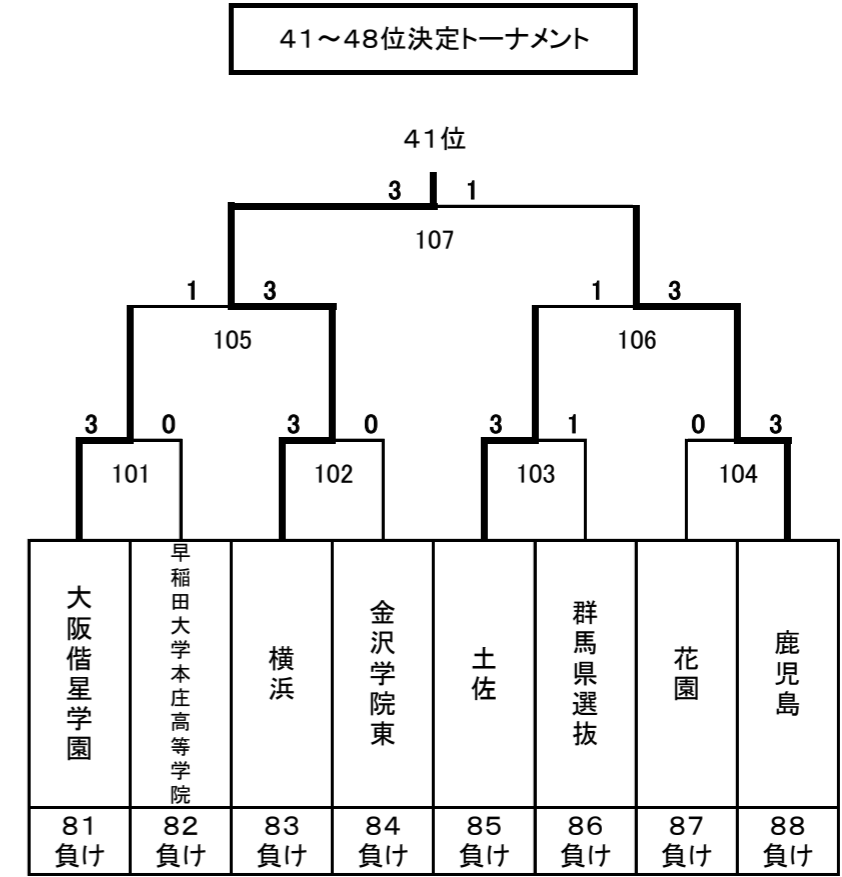 41~48位決定トーナメント
41位
3 1
107
1 3 1 3
105 106
3 0 3 0 3 1 0 3
101 102 103 104
大阪偕星学園
早稲田大学本庄高等学院
横浜
金沢学院東
土佐
群馬県選抜
花園
鹿児島
81 82 83 84 85 86 87 88
負け 負け 負け 負け 負け 負け 負け 負け